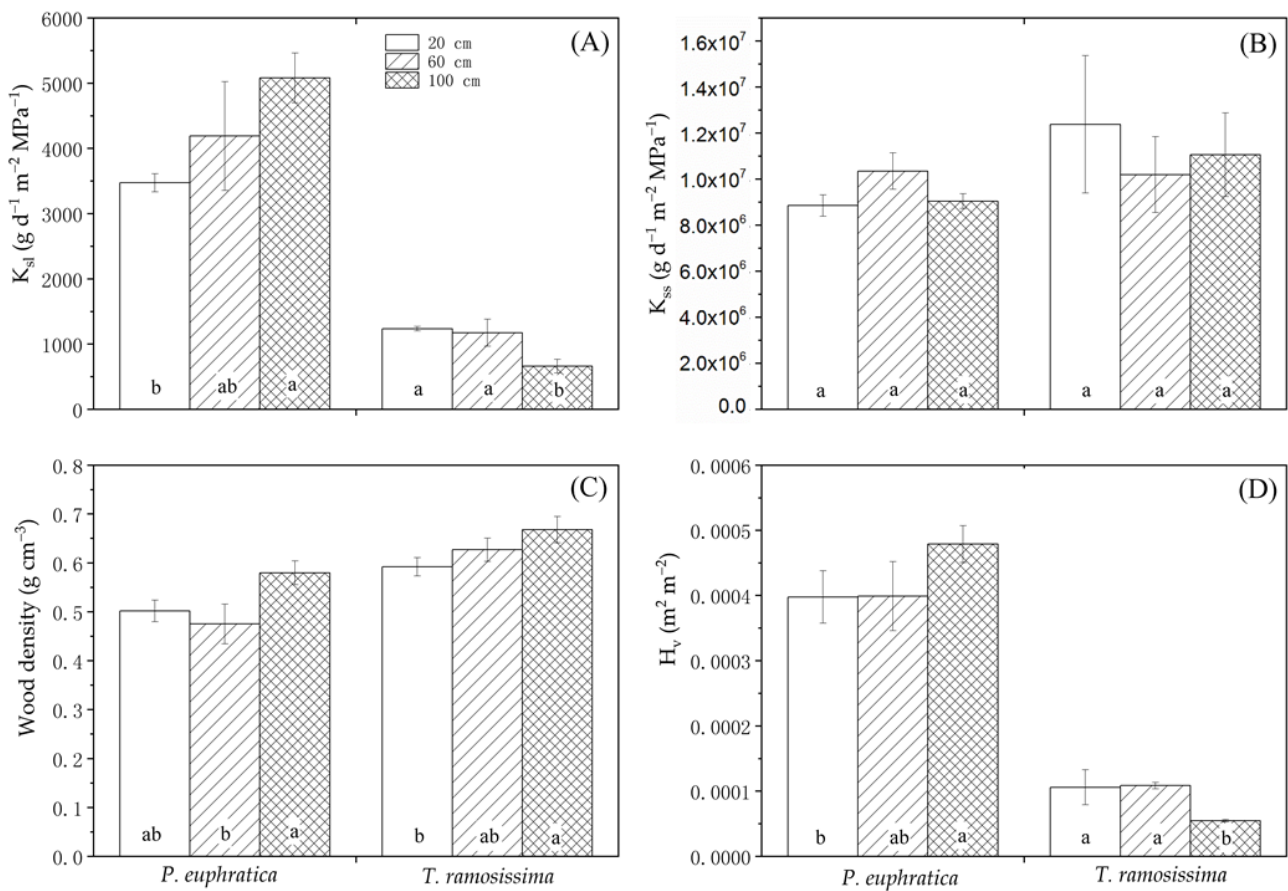 (A)
20 cm
60 cm
100 cm
K_sl (g d⁻¹ m⁻² MPa⁻¹)
6000
5000
4000
3000
2000
1000
0
b ab a a a b
(B)
K_ss (g d⁻¹ m⁻² MPa⁻¹)
1.6x10⁷
1.4x10⁷
1.2x10⁷
1.0x10⁷
8.0x10⁶
6.0x10⁶
4.0x10⁶
2.0x10⁶
0.0
a a a a a a
(C)
Wood density (g cm⁻³)
0.8
0.7
0.6
0.5
0.4
0.3
0.2
0.1
0.0
ab b a b ab a
P. euphratica T. ramosissima
(D)
H_v (m² m⁻²)
0.0006
0.0005
0.0004
0.0003
0.0002
0.0001
0.0000
b ab a a a b
P. euphratica T. ramosissima